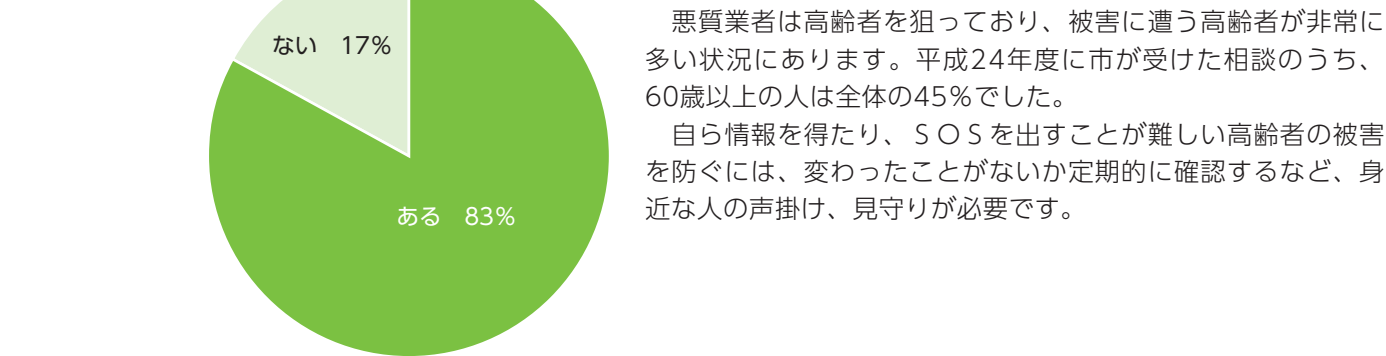 ない　17%
ある　83%
　悪質業者は高齢者を狙っており、被害に遭う高齢者が非常に
多い状況にあります。平成24年度に市が受けた相談のうち、
60歳以上の人は全体の45%でした。
　自ら情報を得たり、ＳＯＳを出すことが難しい高齢者の被害
を防ぐには、変わったことがないか定期的に確認するなど、身
近な人の声掛け、見守りが必要です。